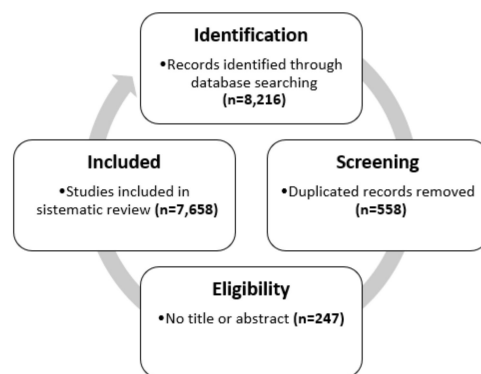 Identification
•Records identified through
database searching
(n=8,216)
Screening
•Duplicated records removed
(n=558)
Eligibility
•No title or abstract (n=247)
Included
•Studies included in
sistematic review (n=7,658)